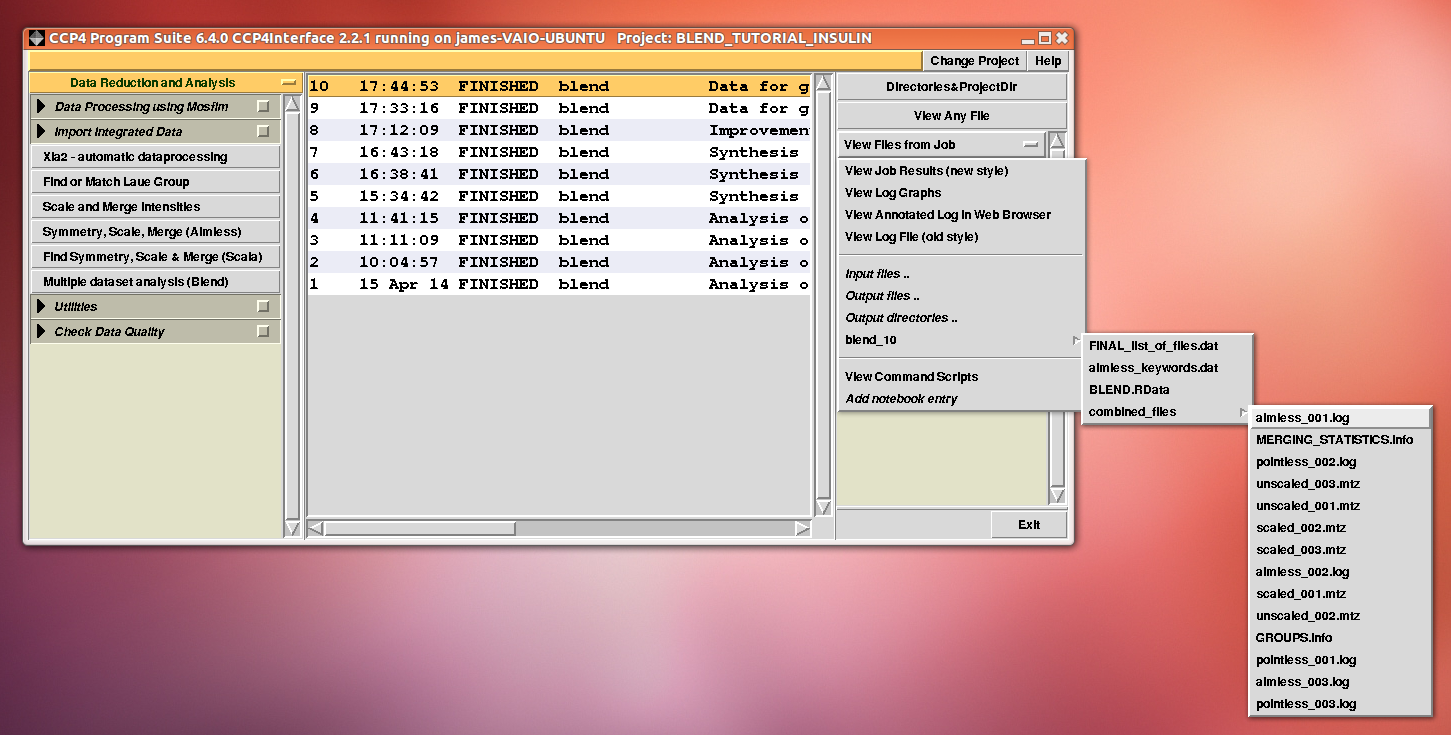 CCP4 Program Suite 6.4.0 CCP4Interface 2.2.1 running on james-VAIO-UBUNTU Project: BLEND_TUTORIAL_INSULIN
Change Project Help
Data Reduction and Analysis
Data Processing using Mosflm
Import Integrated Data
Xia2 - automatic dataprocessing
Find or Match Laue Group
Scale and Merge Intensities
Symmetry, Scale, Merge (Aimless)
Find Symmetry, Scale & Merge (Scala)
Multiple dataset analysis (Blend)
Utilities
Check Data Quality
10 17:44:53 FINISHED blend Data for g
9 17:33:16 FINISHED blend Data for g
8 17:12:09 FINISHED blend Improvemen
7 16:43:18 FINISHED blend Synthesis
6 16:38:41 FINISHED blend Synthesis
5 15:34:42 FINISHED blend Synthesis
4 11:41:15 FINISHED blend Analysis o
3 11:11:09 FINISHED blend Analysis o
2 10:04:57 FINISHED blend Analysis o
1 15 Apr 14 FINISHED blend Analysis o
Directories&ProjectDir
View Any File
View Files from Job
View Job Results (new style)
View Log Graphs
View Annotated Log in Web Browser
View Log File (old style)
Input files ..
Output files ..
Output directories ..
blend_10
View Command Scripts
Add notebook entry
Exit
FINAL_list_of_files.dat
aimless_keywords.dat
BLEND.RData
combined_files
aimless_001.log
MERGING_STATISTICS.info
pointless_002.log
unscaled_003.mtz
unscaled_001.mtz
scaled_002.mtz
scaled_003.mtz
aimless_002.log
scaled_001.mtz
unscaled_002.mtz
GROUPS.info
pointless_001.log
aimless_003.log
pointless_003.log